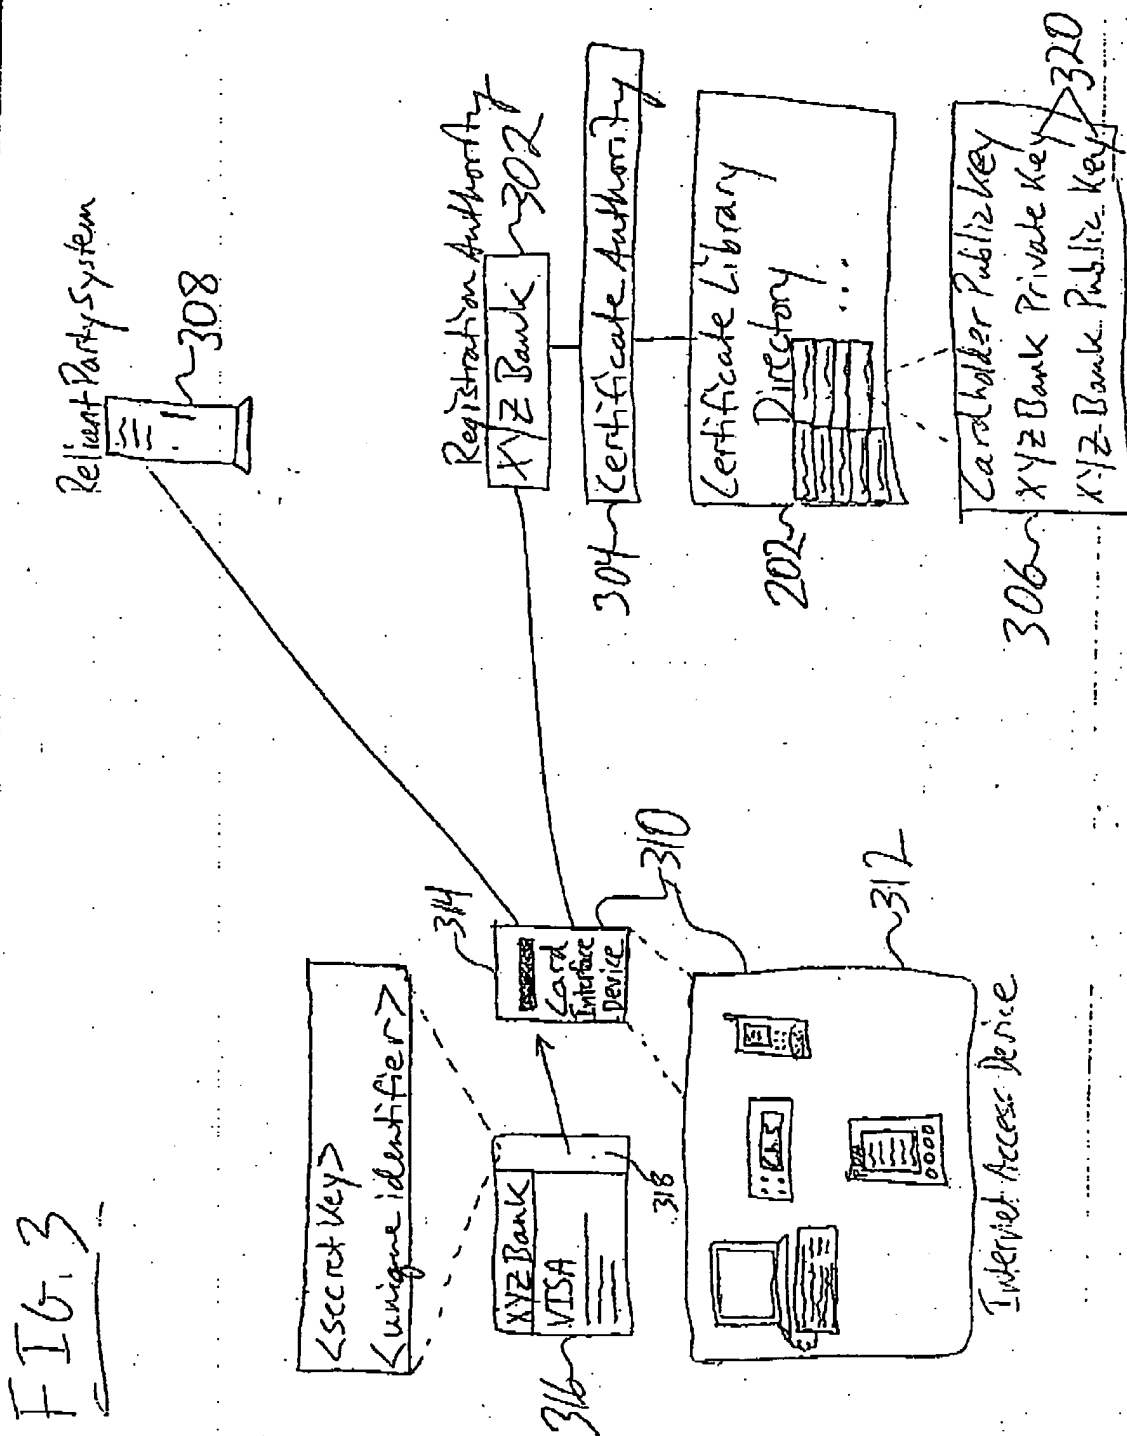 FIG. 3
Relient Party System
308
<secret key>
<unique identifier>
314
Registration Authority
XYZ Bank
302
XYZ Bank
VISA
316
318
Card
Interface
Device
310
304
Certificate Authority
Certificate Library
Directory
...
202
312
Internet Access Device
Cardholder Public Key
XYZ Bank Private Key
XYZ Bank Public Key
306
320